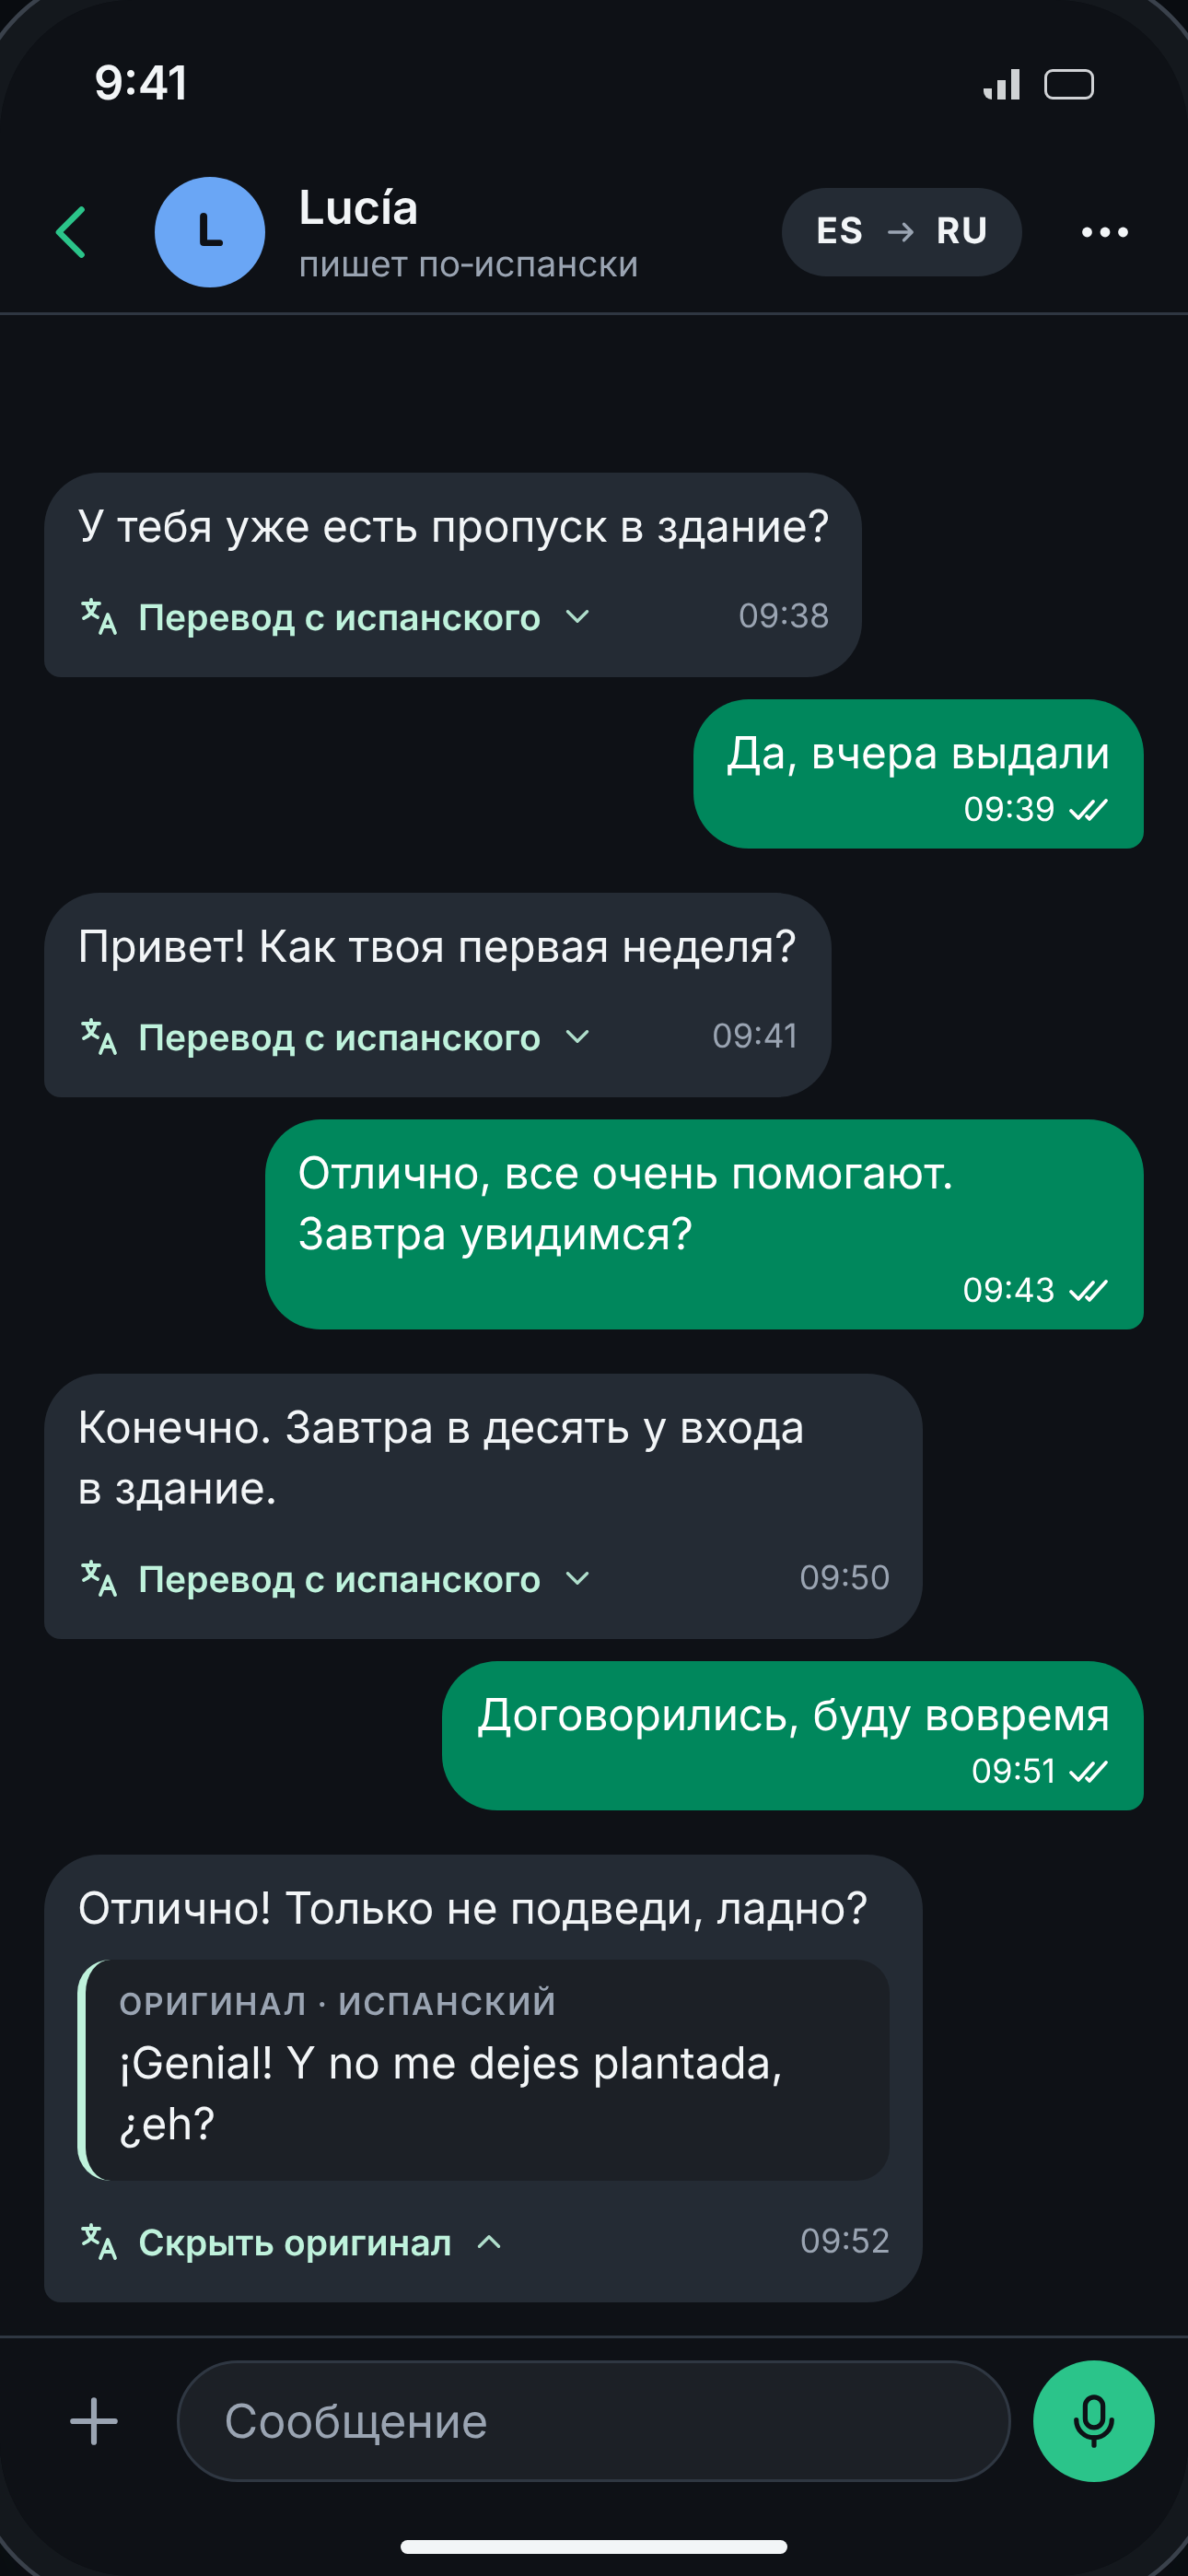 9:41
L
Lucía
пишет по-испански
ES → RU
У тебя уже есть пропуск в здание?
Перевод с испанского
09:38
Да, вчера выдали
09:39
Привет! Как твоя первая неделя?
Перевод с испанского
09:41
Отлично, все очень помогают.
Завтра увидимся?
09:43
Конечно. Завтра в десять у входа
в здание.
Перевод с испанского
09:50
Договорились, буду вовремя
09:51
Отлично! Только не подведи, ладно?
ОРИГИНАЛ · ИСПАНСКИЙ
¡Genial! Y no me dejes plantada,
¿eh?
Скрыть оригинал
09:52
Сообщение